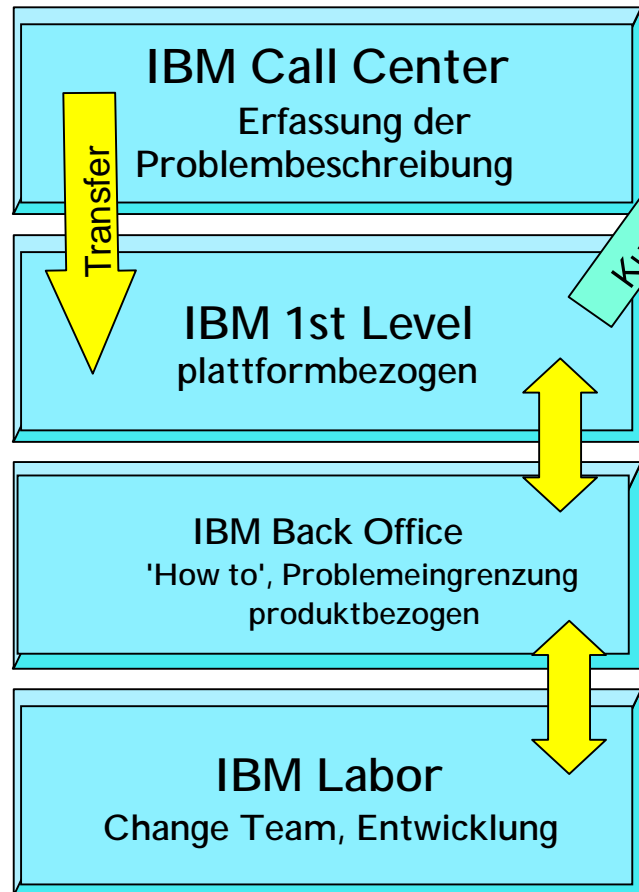 IBM Call Center
Erfassung der
Problembeschreibung
Transfer
IBM 1st Level
plattformbezogen
IBM Back Office
'How to', Problemeingrenzung
produktbezogen
IBM Labor
Change Team, Entwicklung